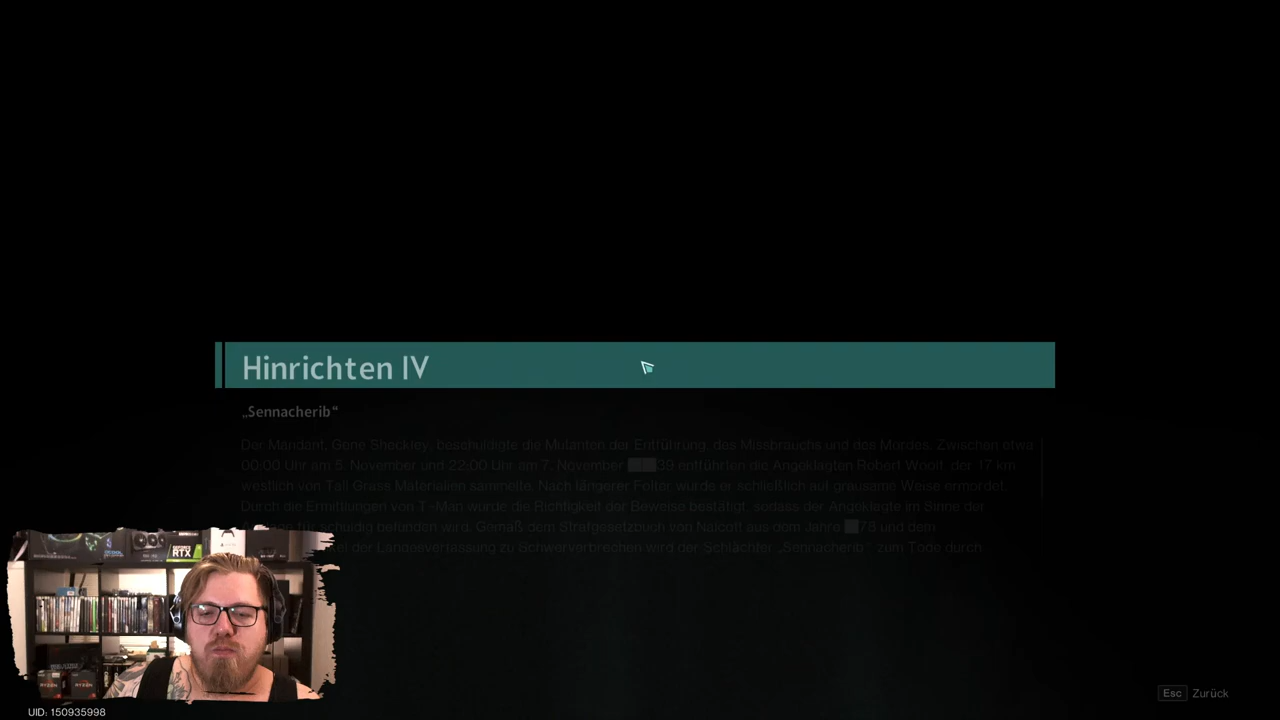 Hinrichten IV
„Sennacherib“
Der Mandant, Gene Shockley, beschuldigte die Mutanten der Entführung, des Missbrauchs und des Mordes. Zwischen etwa
00:00 Uhr am 5. November und 22:00 Uhr am 7. November ███39 entführten die Angeklagten Robert Woolf, der 17 km
westlich von Tall Grass Materialien sammelte. Nach längerer Folter wurde er schließlich auf grausame Weise ermordet.
Durch die Ermittlungen von T-Man wurde die Richtigkeit der Beweise bestätigt, sodass der Angeklagte im Sinne der
für schuldig befunden wird. Gemäß dem Strafgesetzbuch von Nalcott aus dem Jahre █73 und dem
der Landesverfassung zu Schwerverbrechen wird der Schlächter „Sennacherib“ zum Tode durch
RTX
RYZEN
RYZEN
Esc Zurück
UID: 150935998